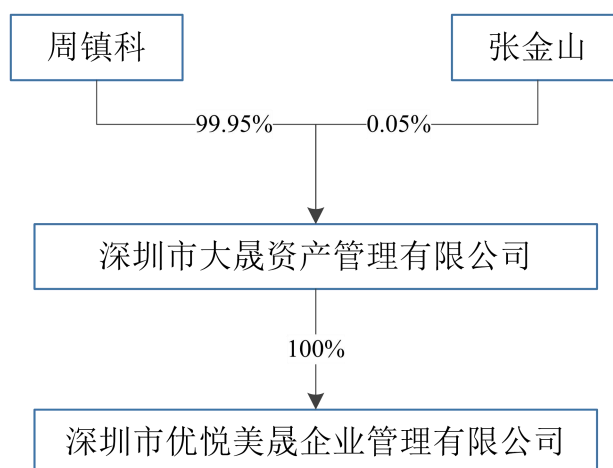 周镇科
张金山
99.95%
0.05%
深圳市大晟资产管理有限公司
100%
深圳市优悦美晟企业管理有限公司